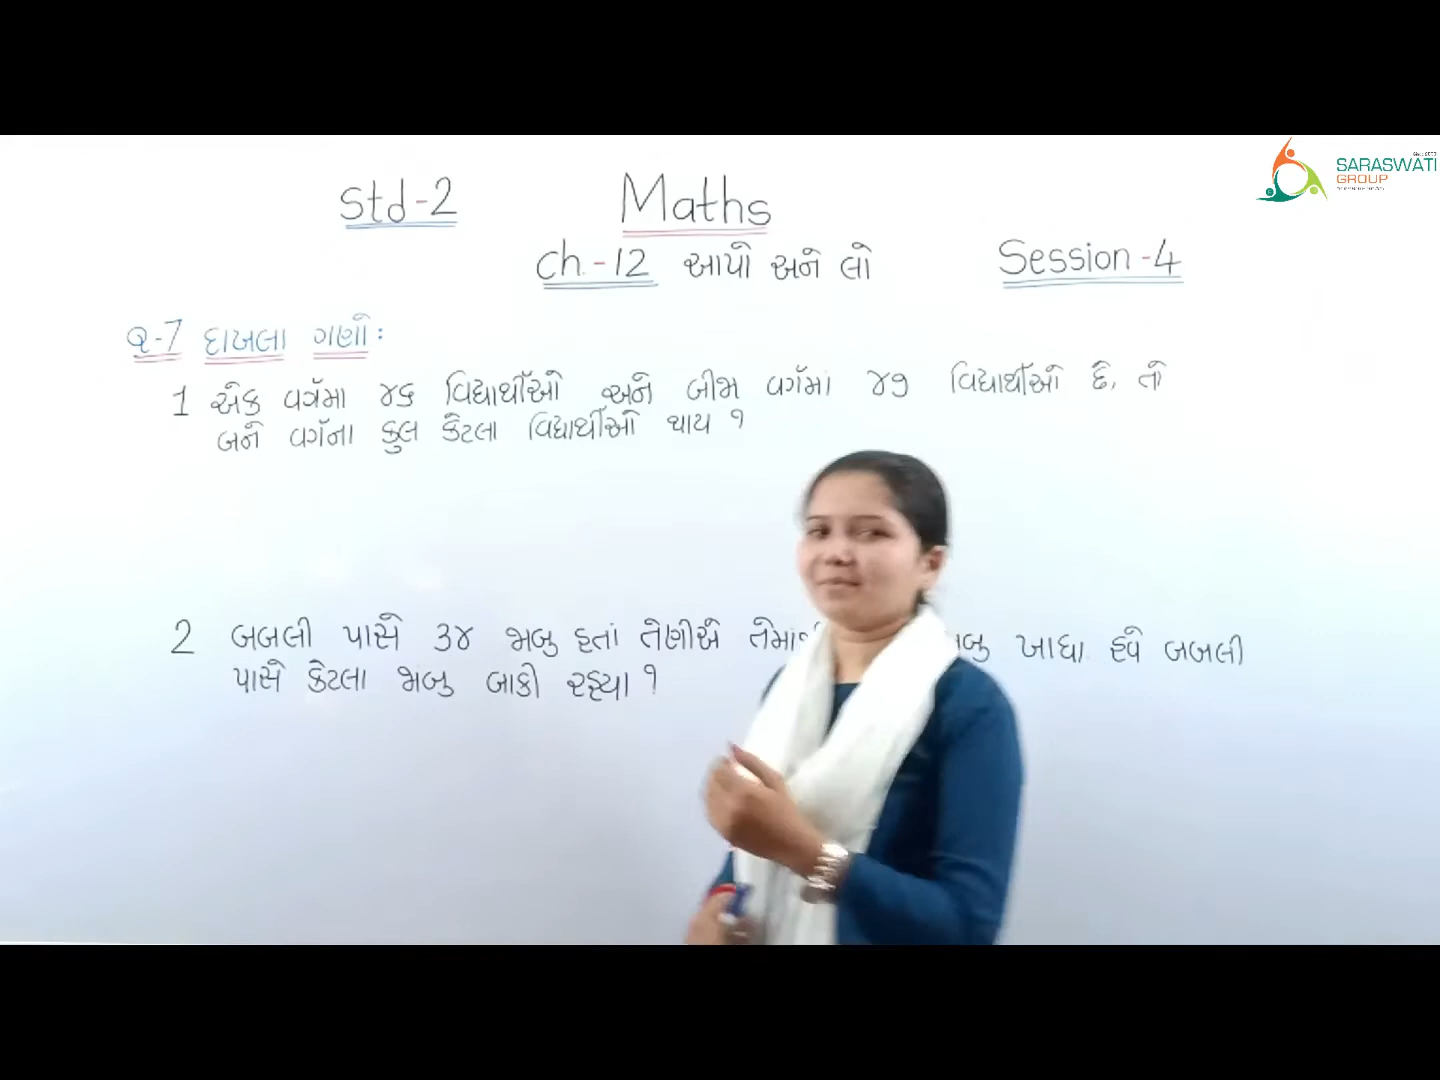 SARASWATI
GROUP
Std-2 Maths
Ch.-12 આપો અને લો Session-4
Q-7 દાખલા ગણો:
1 એક વર્ગમા ૪૬ વિદ્યાર્થીઓ અને બીજા વર્ગમાં ૪૭ વિદ્યાર્થીઓ છે, તો
બંને વર્ગના કુલ કેટલા વિદ્યાર્થીઓ થાય ?
2 બબલી પાસે ૩૪ જાબુ હતાં તેણીએ ખાધા હવે બબલી
પાસે કેટલા જાબુ બાકી રહ્યા ?